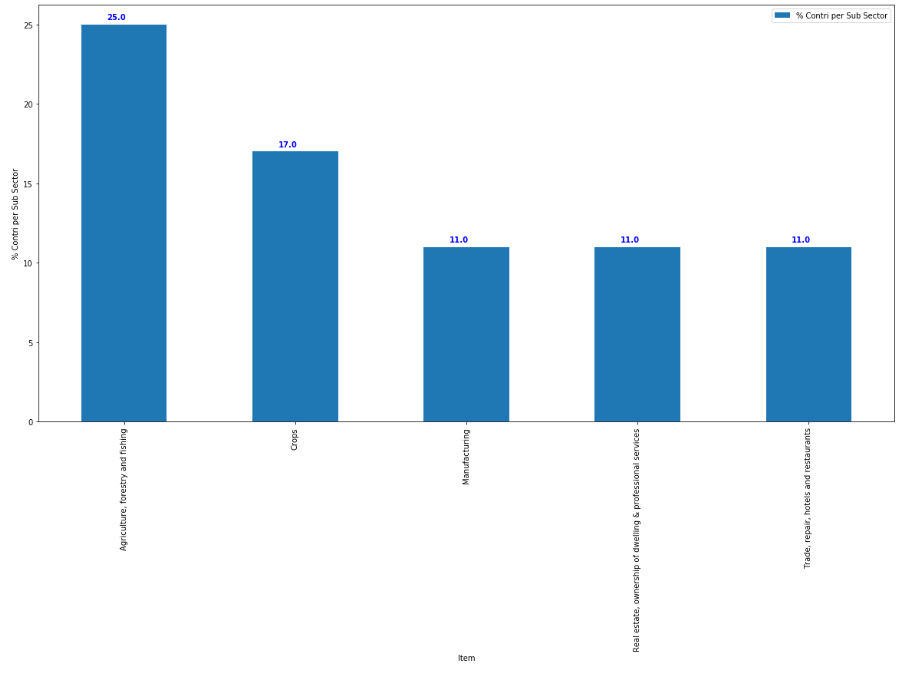 % Contri per Sub Sector
25.0
17.0
11.0
11.0
11.0
% Contri per Sub Sector
25
20
15
10
5
0
Agriculture, forestry and fishing
Crops
Manufacturing
Real estate, ownership of dwelling & professional services
Trade, repair, hotels and restaurants
Item